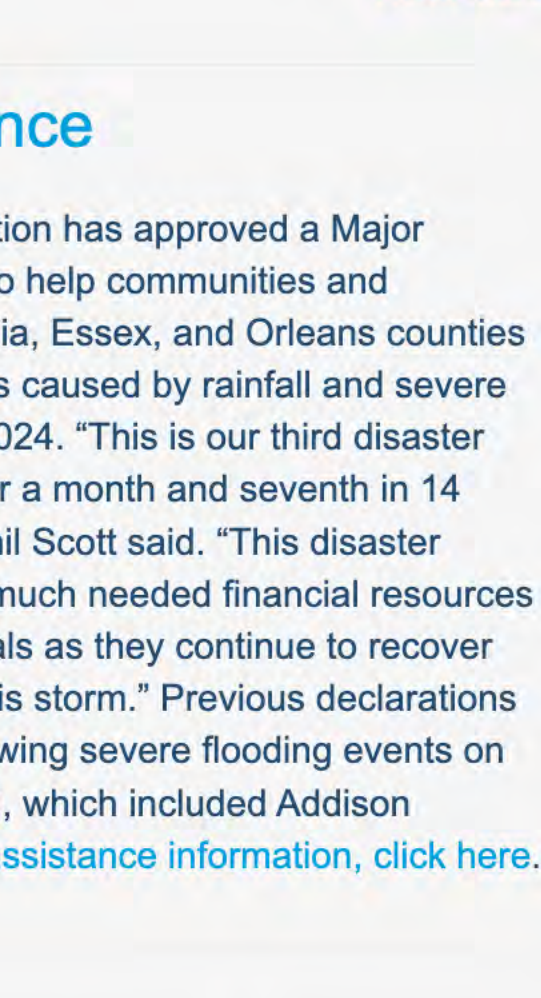 nce
tion has approved a Major
o help communities and
ia, Essex, and Orleans counties
s caused by rainfall and severe
024. “This is our third disaster
r a month and seventh in 14
il Scott said. “This disaster
much needed financial resources
ls as they continue to recover
is storm.” Previous declarations
wing severe flooding events on
, which included Addison
ssistance information, click here.